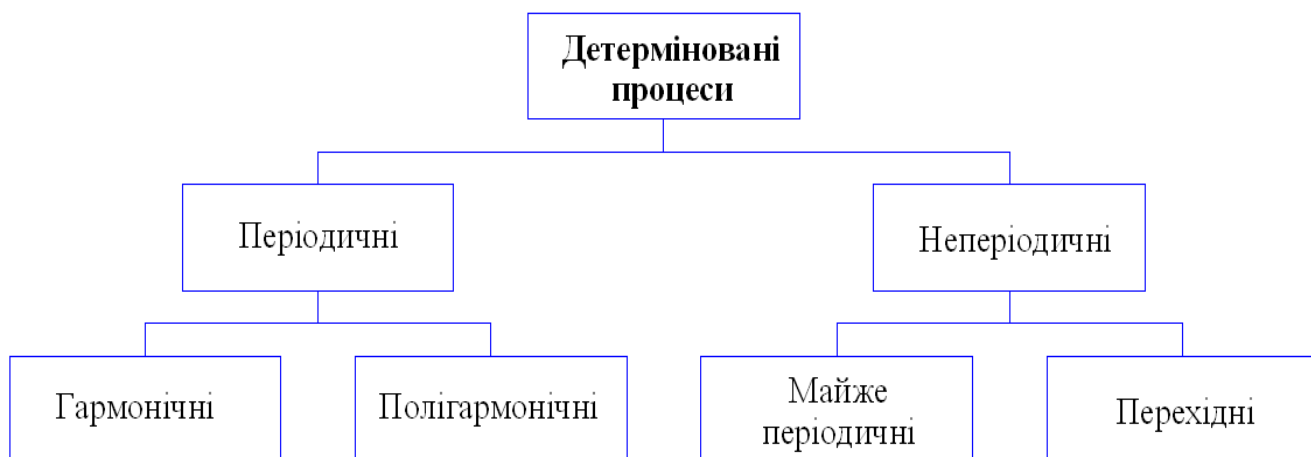 Детерміновані
процеси
Періодичні
Неперіодичні
Гармонічні
Полігармонічні
Майже
періодичні
Перехідні